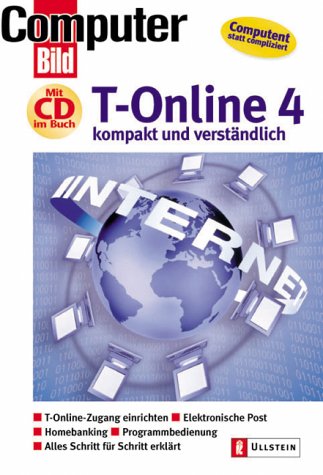 Computer
Bild
Computent
statt compliziert
Mit
CD
im Buch
T-Online 4
kompakt und verständlich
INTERNET
■ T-Online-Zugang einrichten ■ Elektronische Post
■ Homebanking ■ Programmbedienung
■ Alles Schritt für Schritt erklärt
ULLSTEIN